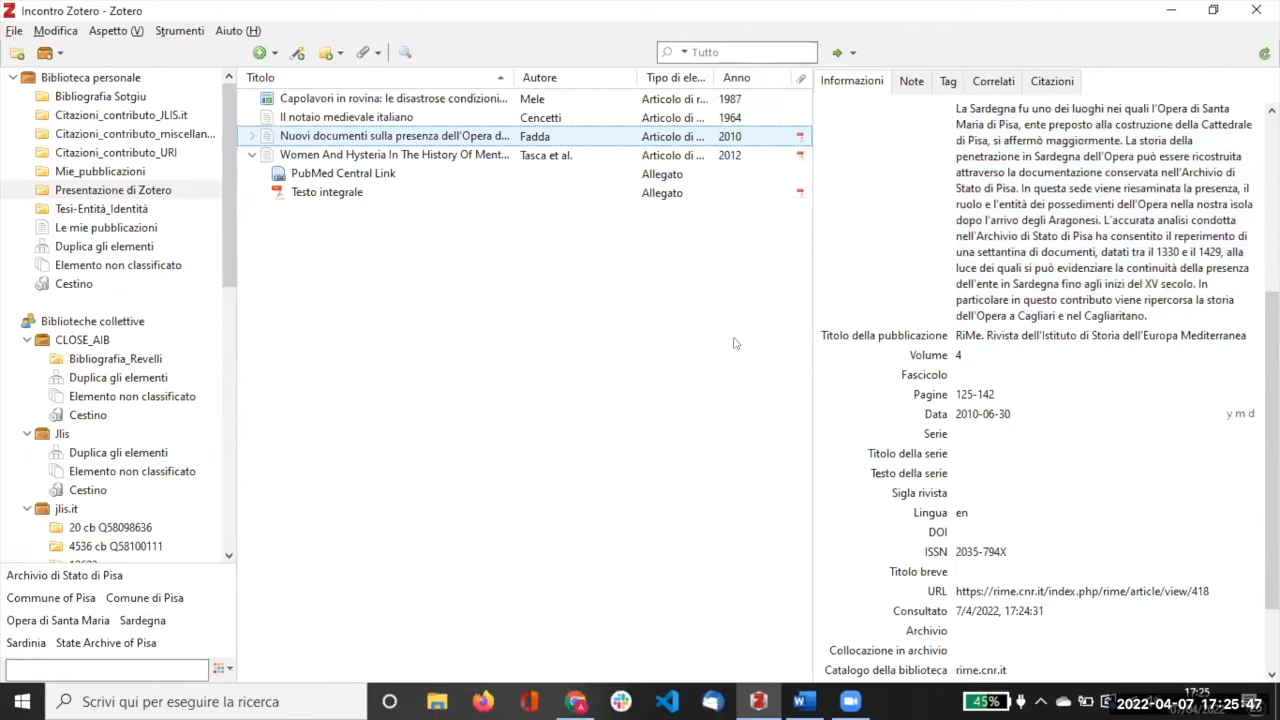 Incontro Zotero - Zotero
File Modifica Aspetto (V) Strumenti Aiuto (H)
Tutto
Biblioteca personale
Bibliografia Sotgiu
Citazioni_contributo_JLIS.it
Citazioni_contributo_miscellan...
Citazioni_contributo_URI
Mie_pubblicazioni
Presentazione di Zotero
Tesi-Entità_Identità
Le mie pubblicazioni
Duplica gli elementi
Elemento non classificato
Cestino
Biblioteche collettive
CLOSE_AIB
Bibliografia_Revelli
Duplica gli elementi
Elemento non classificato
Cestino
Jlis
Duplica gli elementi
Elemento non classificato
Cestino
jlis.it
20 cb Q58098636
4536 cb Q58100111
Archivio di Stato di Pisa
Commune of Pisa Comune di Pisa
Opera di Santa Maria Sardegna
Sardinia State Archive of Pisa
Titolo Autore Tipo di ele... Anno
Capolavori in rovina: le disastrose condizioni... Mele Articolo di r... 1987
Il notaio medievale italiano Cencetti Articolo di ... 1964
Nuovi documenti sulla presenza dell'Opera d... Fadda Articolo di ... 2010
Women And Hysteria In The History Of Ment... Tasca et al. Articolo di ... 2012
PubMed Central Link Allegato
Testo integrale Allegato
Informazioni Note Tag Correlati Citazioni
La Sardegna fu uno dei luoghi nei quali l'Opera di Santa
Maria di Pisa, ente preposto alla costruzione della Cattedrale
di Pisa, si affermò maggiormente. La storia della
penetrazione in Sardegna dell'Opera può essere ricostruita
attraverso la documentazione conservata nell'Archivio di
Stato di Pisa. In questa sede viene riesaminata la presenza, il
ruolo e l'entità dei possedimenti dell'Opera nella nostra isola
dopo l'arrivo degli Aragonesi. L'accurata analisi condotta
nell'Archivio di Stato di Pisa ha consentito il reperimento di
una settantina di documenti, datati tra il 1330 e il 1429, alla
luce dei quali si può evidenziare la continuità della presenza
dell'ente in Sardegna fino agli inizi del XV secolo. In
particolare in questo contributo viene ripercorsa la storia
dell'Opera a Cagliari e nel Cagliaritano.
Titolo della pubblicazione RiMe. Rivista dell'Istituto di Storia dell'Europa Mediterranea
Volume 4
Fascicolo
Pagine 125-142
Data 2010-06-30 y m d
Serie
Titolo della serie
Testo della serie
Sigla rivista
Lingua en
DOI
ISSN 2035-794X
Titolo breve
URL https://rime.cnr.it/index.php/rime/article/view/418
Consultato 7/4/2022, 17:24:31
Archivio
Collocazione in archivio
Catalogo della biblioteca rime.cnr.it
Scrivi qui per eseguire la ricerca
45%
17:25
2022-04-07, 17:25:47